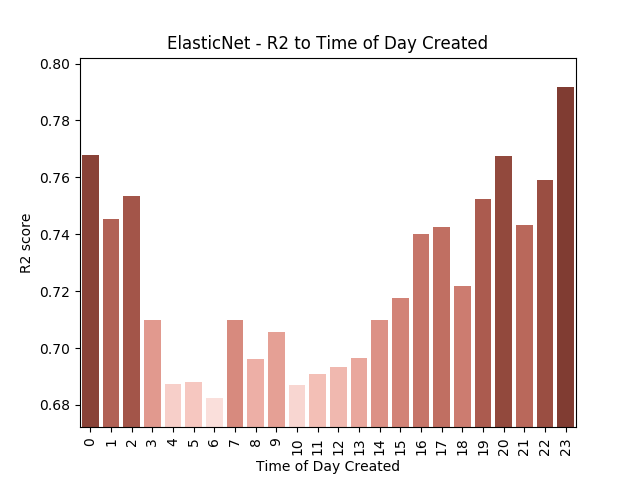 ElasticNet - R2 to Time of Day Created
R2 score
0.80
0.78
0.76
0.74
0.72
0.70
0.68
0 1 2 3 4 5 6 7 8 9 10 11 12 13 14 15 16 17 18 19 20 21 22 23
Time of Day Created